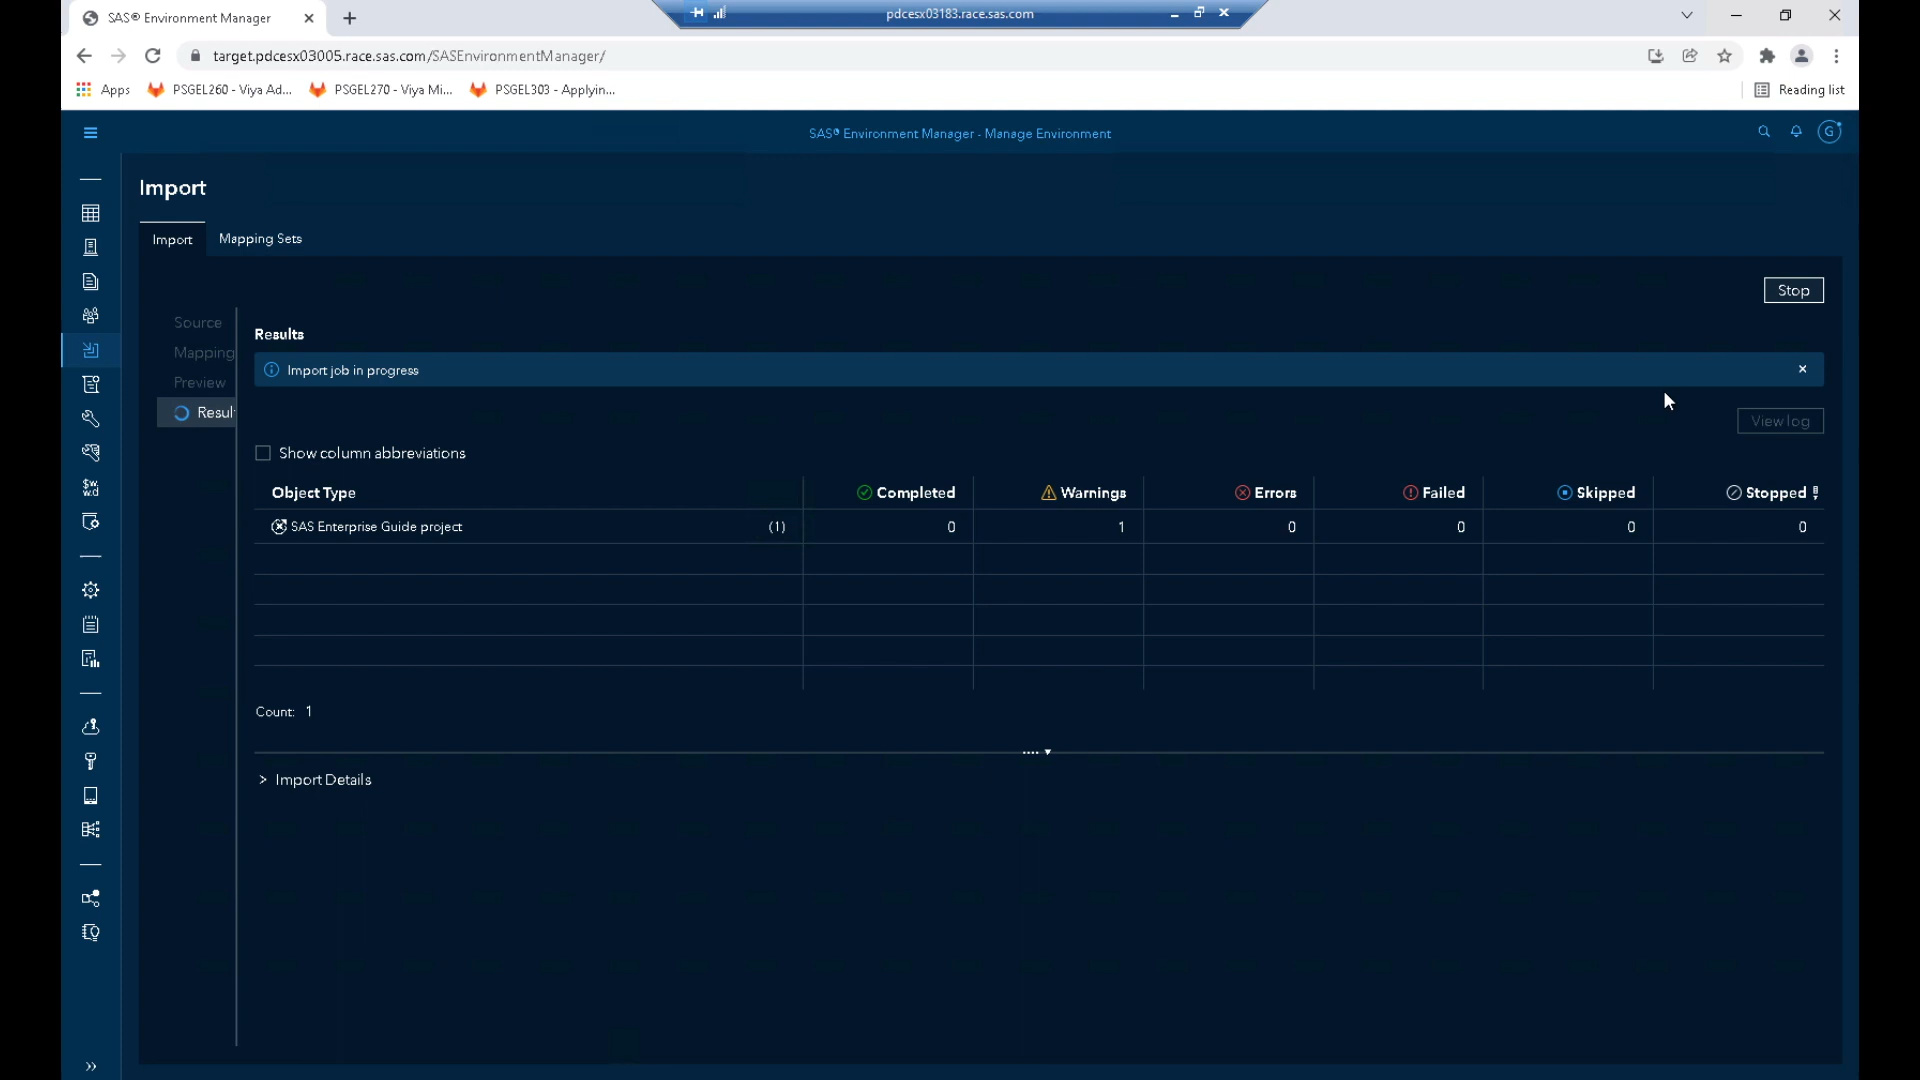 SAS® Environment Manager
pdcesx03183.race.sas.com
target.pdcesx03005.race.sas.com/SASEnvironmentManager/
Apps PSGEL260 - Viya Ad... PSGEL270 - Viya Mi... PSGEL303 - Applyin... Reading list
SAS® Environment Manager - Manage Environment
G
Import
Import Mapping Sets
Stop
Source
Mapping
Preview
Resul
Results
Import job in progress
View log
Show column abbreviations
Object Type Completed Warnings Errors Failed Skipped Stopped
SAS Enterprise Guide project (1) 0 1 0 0 0 0
Count: 1
Import Details